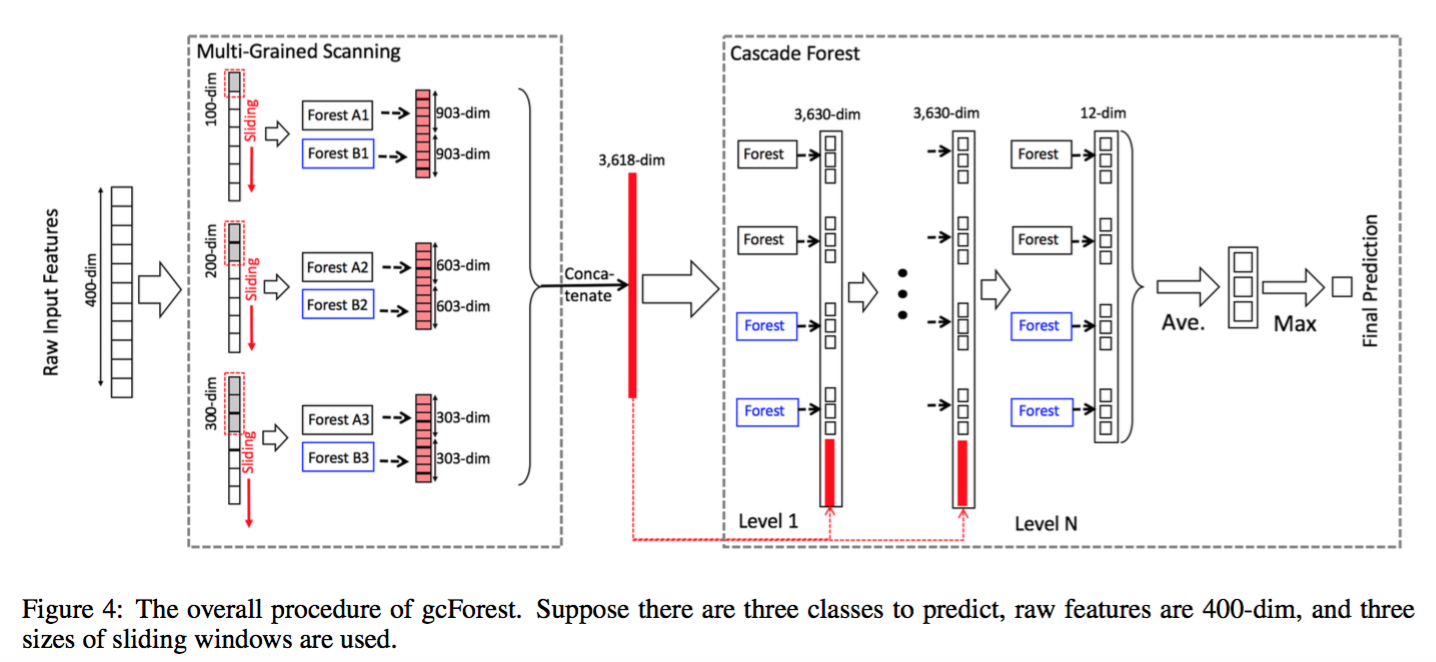 Multi-Grained Scanning
Raw Input Features
400-dim
100-dim
Sliding
Forest A1
903-dim
Forest B1
903-dim
200-dim
Sliding
Forest A2
603-dim
Forest B2
603-dim
300-dim
Sliding
Forest A3
303-dim
Forest B3
303-dim
Conca-
tenate
3,618-dim
Cascade Forest
3,630-dim
3,630-dim
12-dim
Forest
Forest
Forest
Forest
Level 1
Forest
Forest
Forest
Forest
Level N
Ave.
Max
Final Prediction
Figure 4: The overall procedure of gcForest. Suppose there are three classes to predict, raw features are 400-dim, and three
sizes of sliding windows are used.